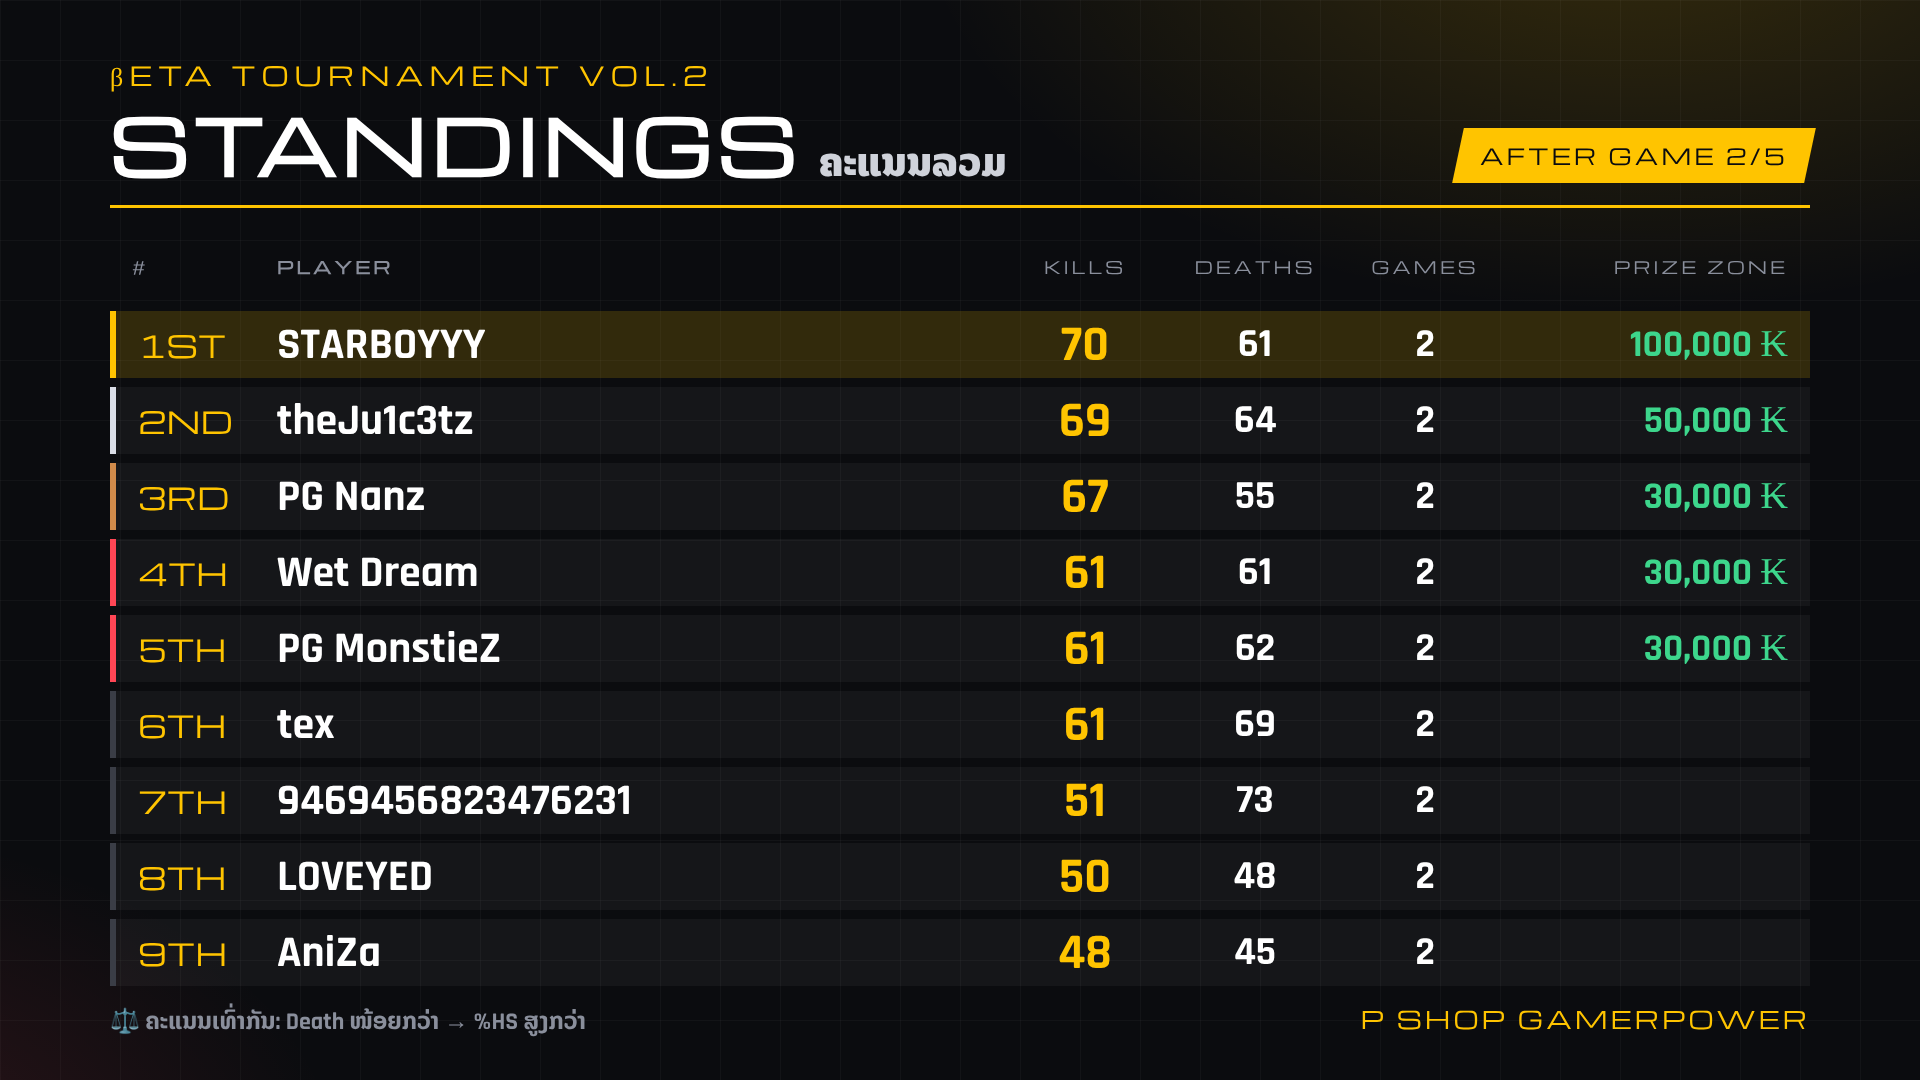 βETA TOURNAMENT VOL.2
STANDINGS ຄະແນນລວມ
AFTER GAME 2/5
# PLAYER KILLS DEATHS GAMES PRIZE ZONE
1ST STARBOYYY 70 61 2 100,000 ₭
2ND theJu1c3tz 69 64 2 50,000 ₭
3RD PG Nanz 67 55 2 30,000 ₭
4TH Wet Dream 61 61 2 30,000 ₭
5TH PG MonstieZ 61 62 2 30,000 ₭
6TH tex 61 69 2
7TH 9469456823476231 51 73 2
8TH LOVEYED 50 48 2
9TH AniZa 48 45 2
⚖️ ຄະແນນເທົ່າກັນ: Death ໜ້ອຍກວ່າ → %HS ສູງກວ່າ
P SHOP GAMERPOWER